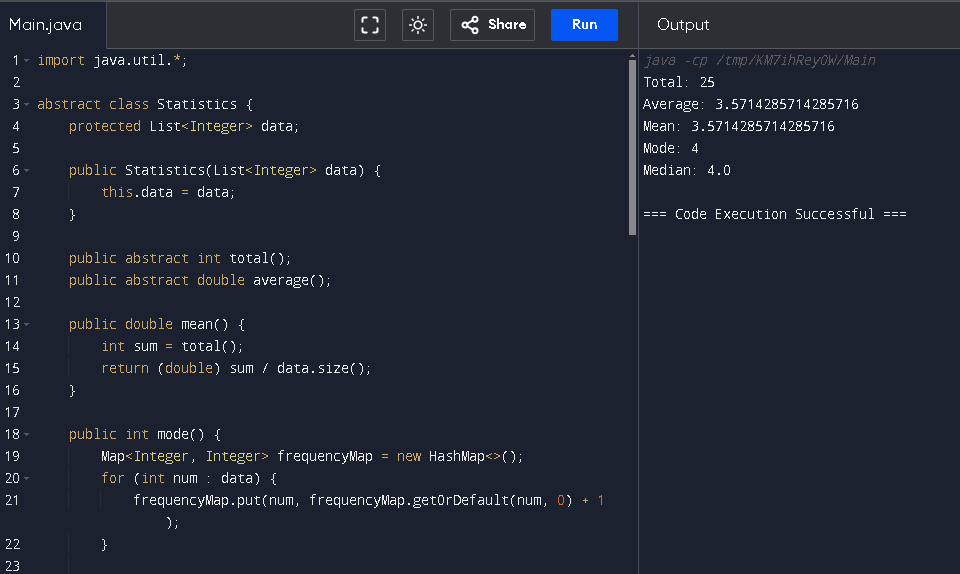 Main.java
Share
Run
Output
1 import java.util.*;
2
3 abstract class Statistics {
4 protected List<Integer> data;
5
6 public Statistics(List<Integer> data) {
7 this.data = data;
8 }
9
10 public abstract int total();
11 public abstract double average();
12
13 public double mean() {
14 int sum = total();
15 return (double) sum / data.size();
16 }
17
18 public int mode() {
19 Map<Integer, Integer> frequencyMap = new HashMap<>();
20 for (int num : data) {
21 frequencyMap.put(num, frequencyMap.getOrDefault(num, 0) + 1
);
22 }
23
java -cp /tmp/KM7ihReyOW/Main
Total: 25
Average: 3.5714285714285716
Mean: 3.5714285714285716
Mode: 4
Median: 4.0
=== Code Execution Successful ===